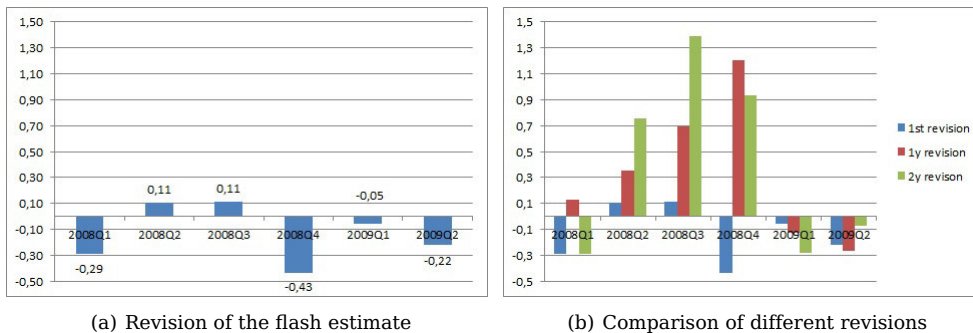 1,50
1,30
1,10
0,90
0,70
0,50
0,30
0,10
-0,10
-0,30
-0,50
0,11
0,11
-0,05
2008Q1
2008Q2
2008Q3
2008Q4
2009Q1
2009Q2
-0,29
-0,43
-0,22
(a) Revision of the flash estimate
1,5
1,3
1,1
0,9
0,7
0,5
0,3
0,1
-0,1
-0,3
-0,5
2008Q1
2008Q2
2008Q3
2008Q4
2009Q1
2009Q2
1st revision
1y revision
2y revison
(b) Comparison of different revisions